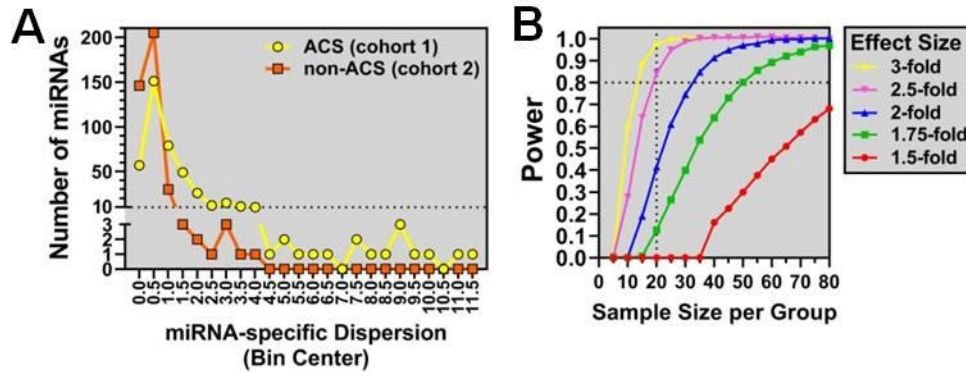 A
200
150
100
50
10
3
2
1
0
Number of miRNAs
ACS (cohort 1)
non-ACS (cohort 2)
0.0 0.5 1.0 1.5 2.0 2.5 3.0 3.5 4.0 4.5 5.0 5.5 6.0 6.5 7.0 7.5 8.0 8.5 9.0 9.5 10.0 10.5 11.0 11.5
miRNA-specific Dispersion
(Bin Center)
B
1.0
0.9
0.8
0.7
0.6
0.5
0.4
0.3
0.2
0.1
0.0
Power
0 10 20 30 40 50 60 70 80
Sample Size per Group
Effect Size
3-fold
2.5-fold
2-fold
1.75-fold
1.5-fold